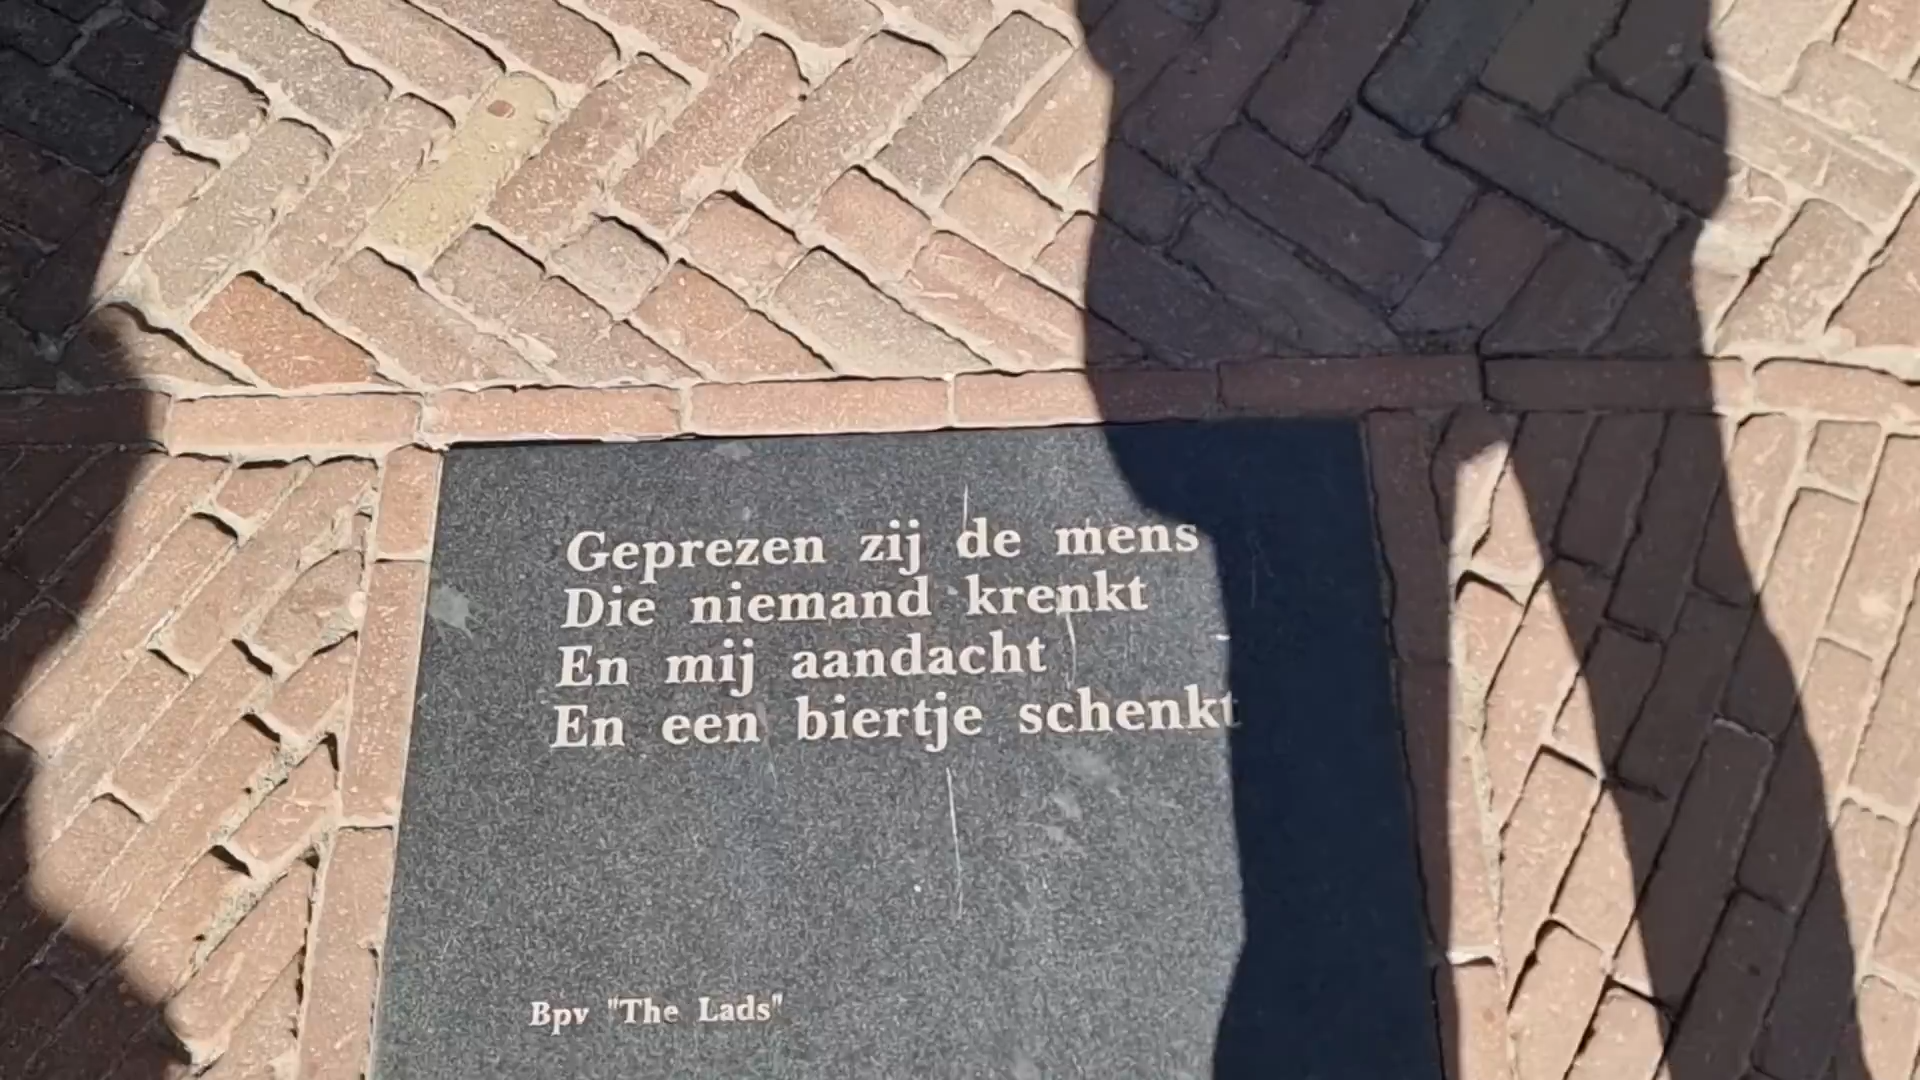 Geprezen zij de mens
Die niemand krenkt
En mij aandacht
En een biertje schenkt
Bpv "The Lads"